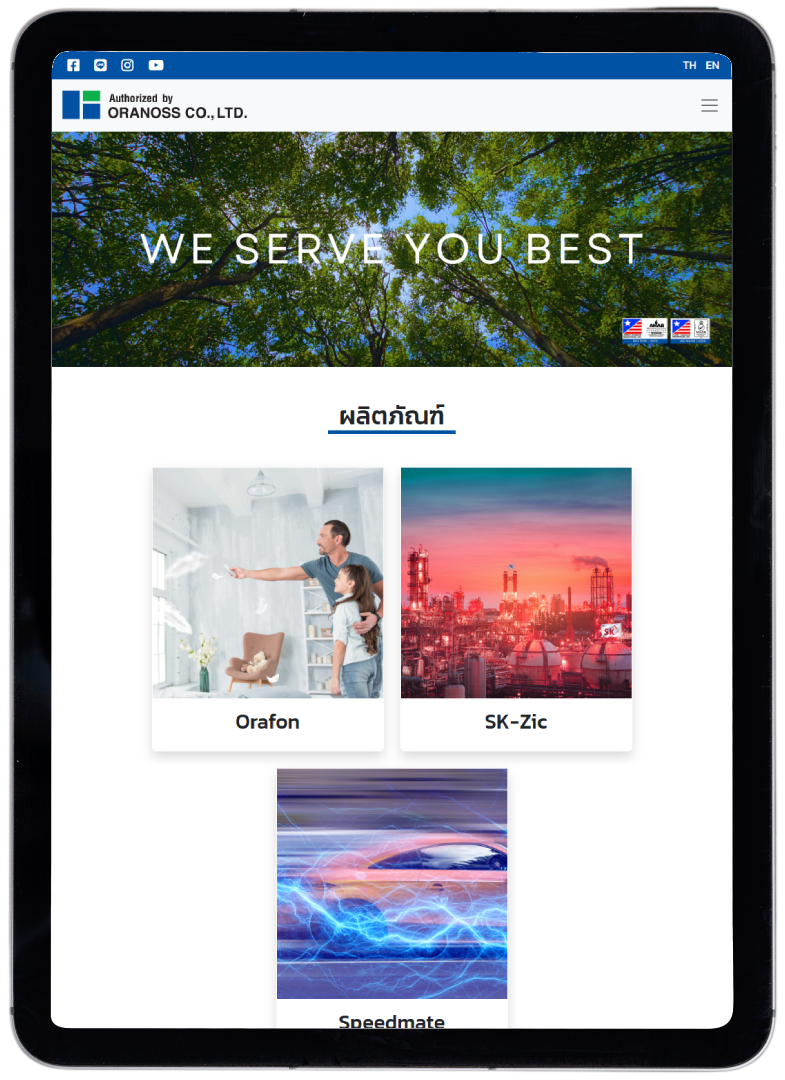 TH EN
Authorized by
ORANOSS CO., LTD.
WE SERVE YOU BEST
ผลิตภัณฑ์
SK
Orafon
SK-Zic
Speedmate